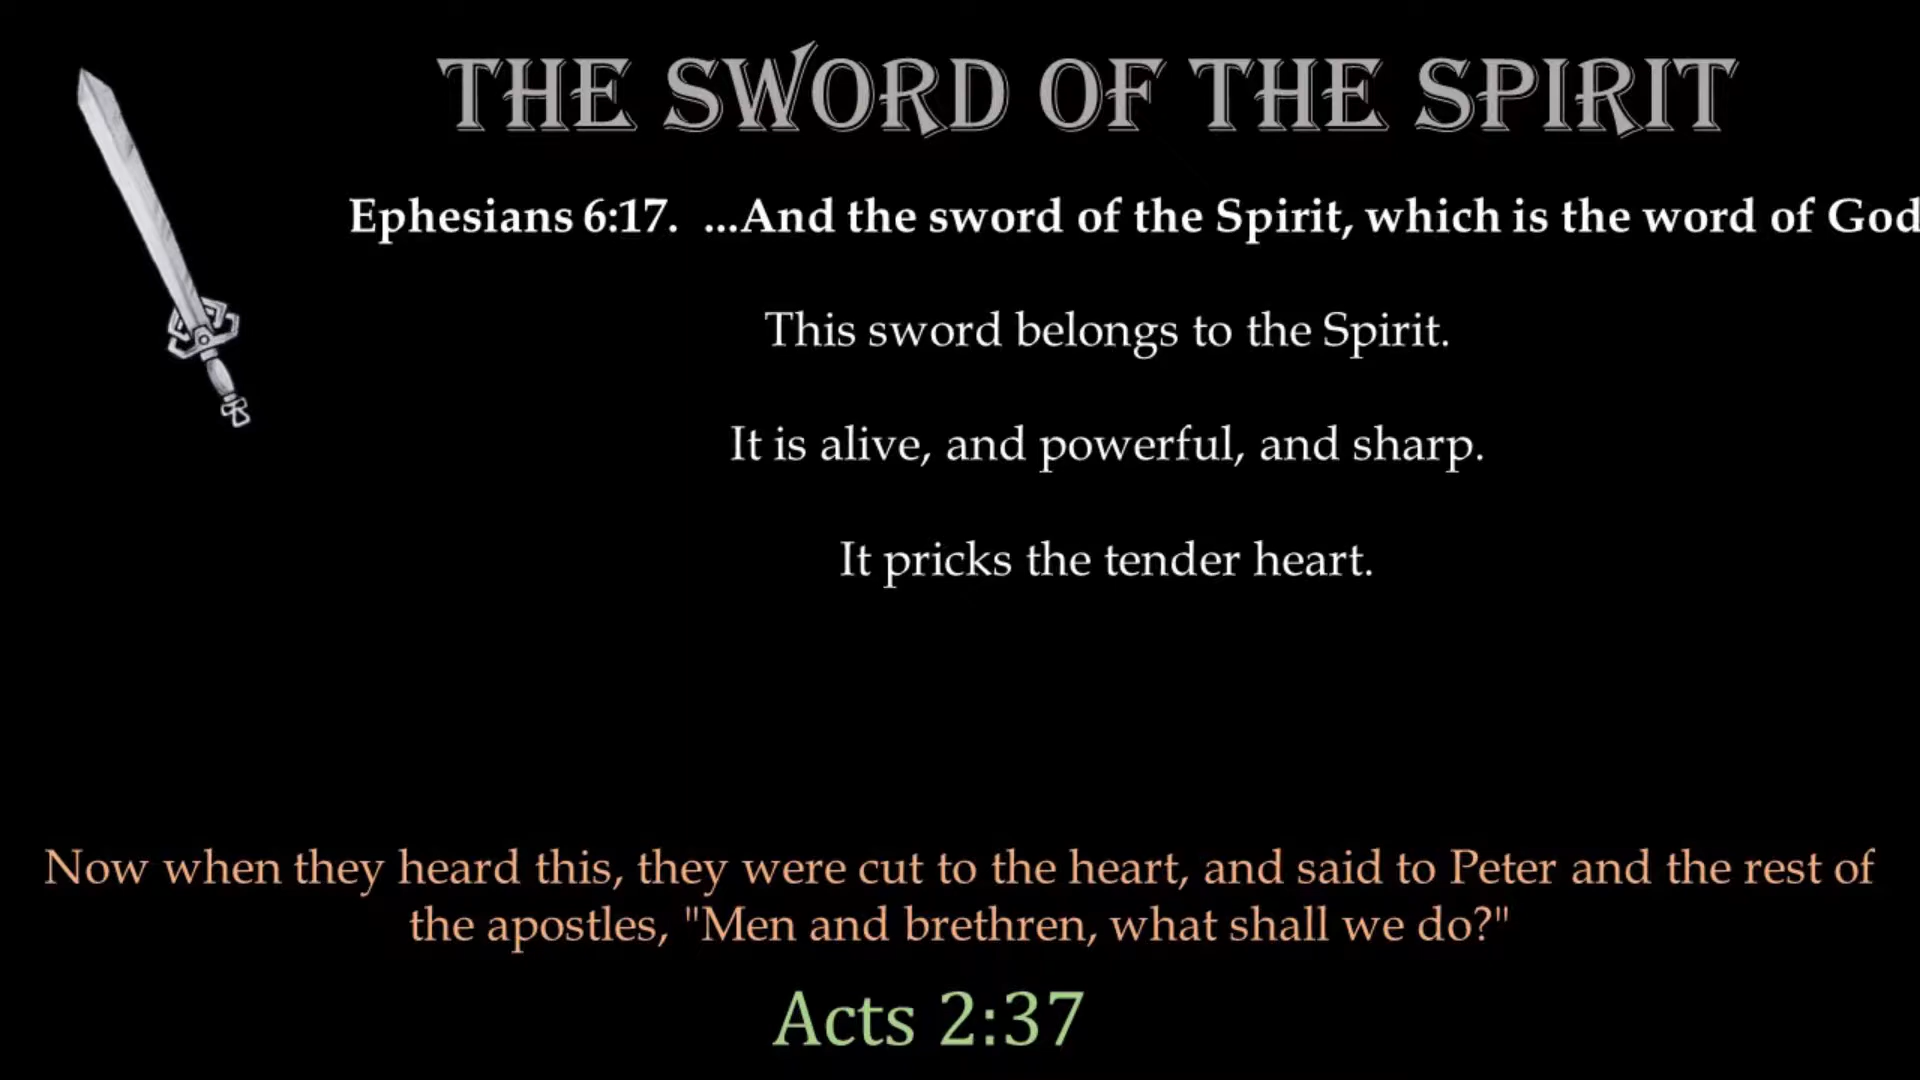 THE SWORD OF THE SPIRIT
Ephesians 6:17.  ...And the sword of the Spirit, which is the word of God
This sword belongs to the Spirit.
It is alive, and powerful, and sharp.
It pricks the tender heart.
Now when they heard this, they were cut to the heart, and said to Peter and the rest of
the apostles, "Men and brethren, what shall we do?"
Acts 2:37